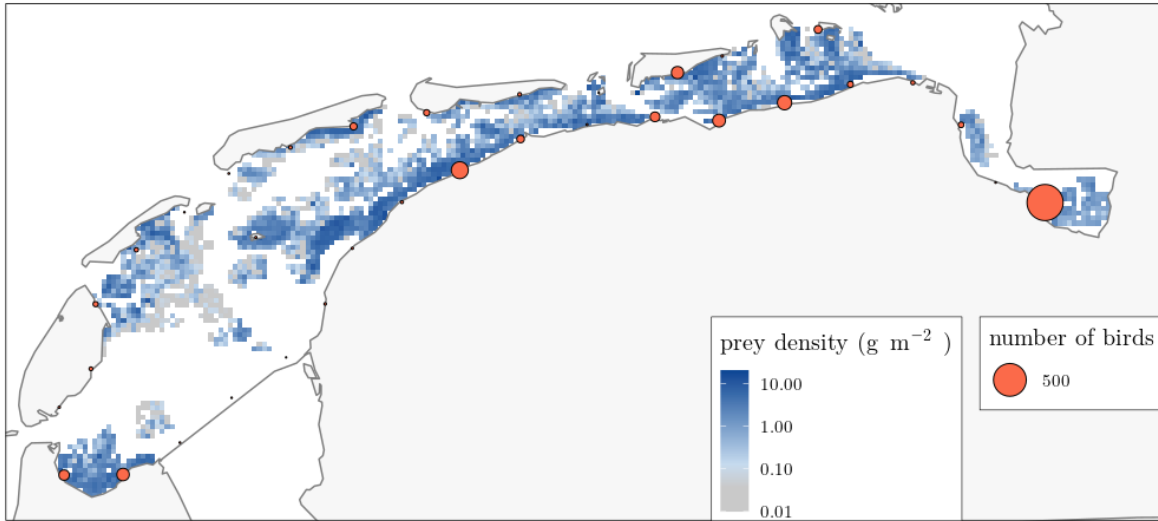 prey density (g m⁻² )
10.00
1.00
0.10
0.01
number of birds
500